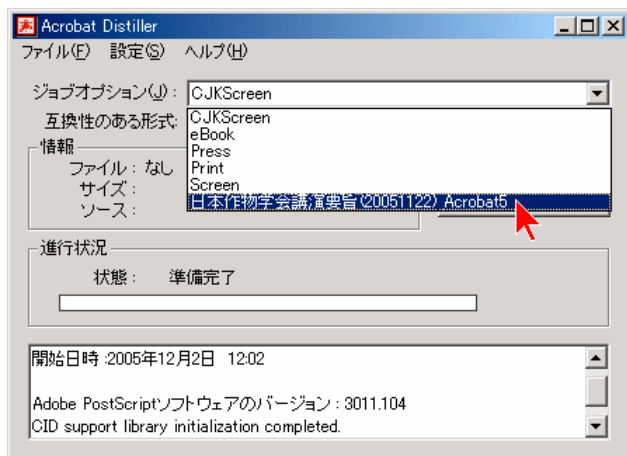 Acrobat Distiller
ファイル(F) 設定(S) ヘルプ(H)
ジョブオプション(J): CJKScreen
互換性のある形式:
CJKScreen
eBook
Press
Print
Screen
日本作物学会講演要旨(20051122)_Acrobat5
情報
ファイル : なし
サイズ :
ソース :
進行状況
状態 : 準備完了
開始日時 :2005年12月2日 12:02
Adobe PostScriptソフトウェアのバージョン : 3011.104
CID support library initialization completed.